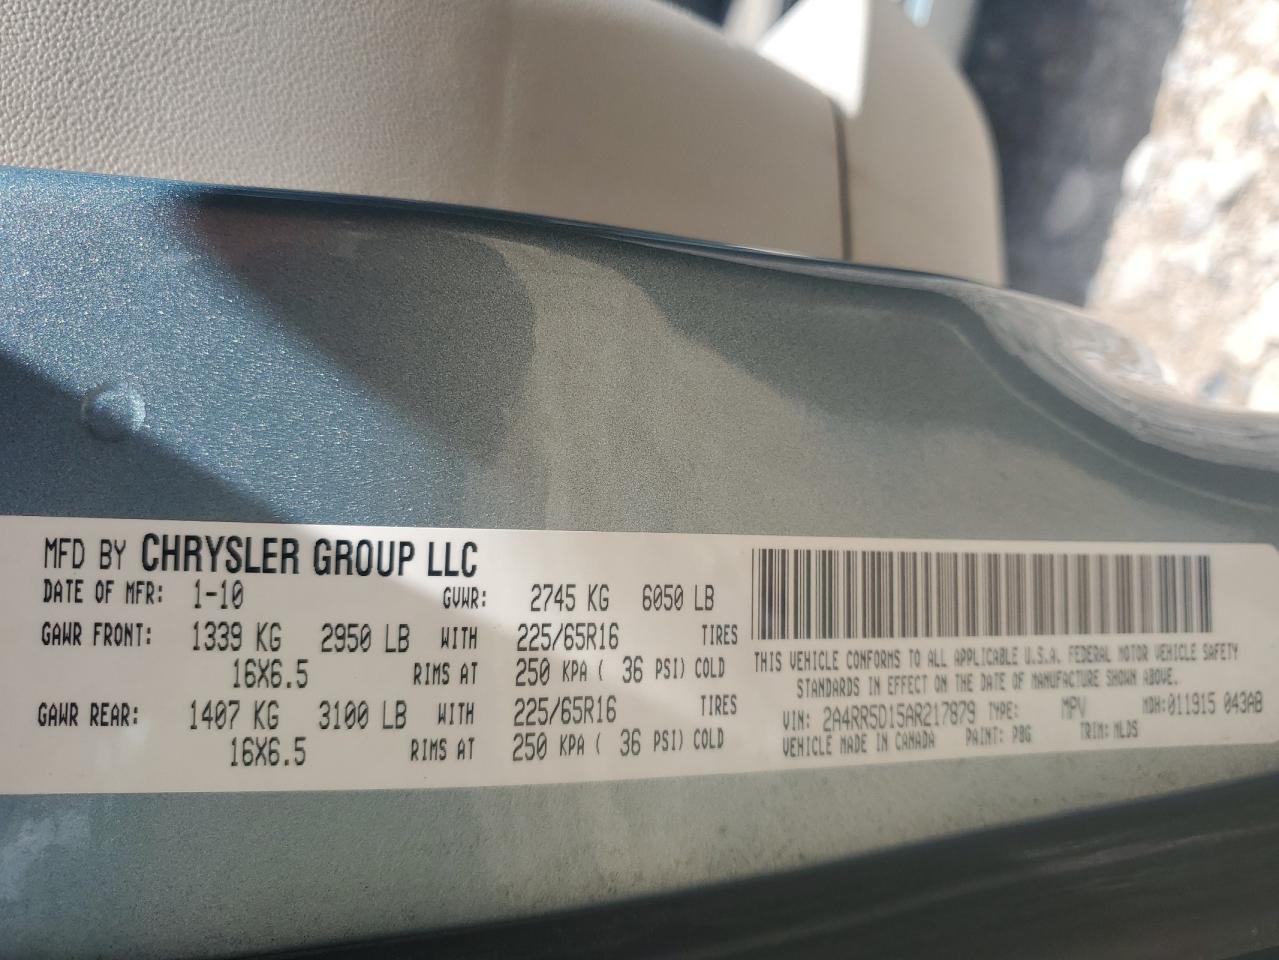 MFD BY CHRYSLER GROUP LLC
DATE OF MFR: 1-10 GVWR: 2745 KG 6050 LB
GAWR FRONT: 1339 KG 2950 LB WITH 225/65R16 TIRES
16X6.5 RIMS AT 250 KPA ( 36 PSI) COLD
GAWR REAR: 1407 KG 3100 LB WITH 225/65R16 TIRES
16X6.5 RIMS AT 250 KPA ( 36 PSI) COLD
THIS VEHICLE CONFORMS TO ALL APPLICABLE U.S.A. FEDERAL MOTOR VEHICLE SAFETY
STANDARDS IN EFFECT ON THE DATE OF MANUFACTURE SHOWN ABOVE.
VIN: 2A4RR5D15AR217879 TYPE: MPV MDH:011915 043AB
VEHICLE MADE IN CANADA PAINT: PBG TRIM: MLDS